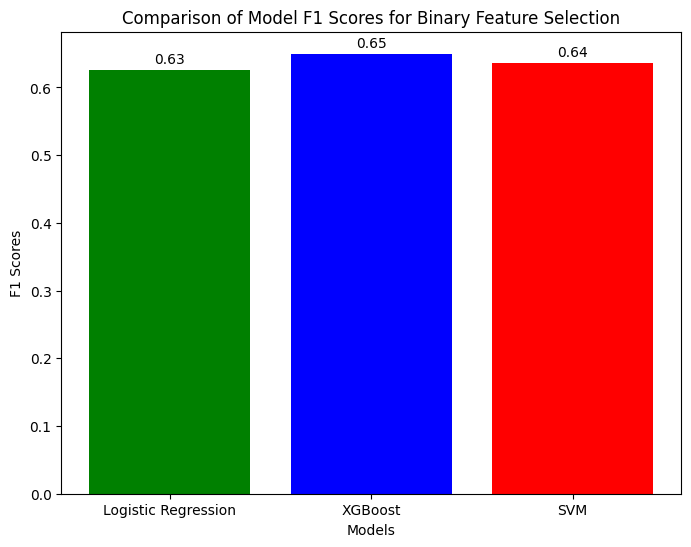 Comparison of Model F1 Scores for Binary Feature Selection
0.63
0.65
0.64
0.6
0.5
0.4
0.3
0.2
0.1
0.0
F1 Scores
Logistic Regression
XGBoost
SVM
Models